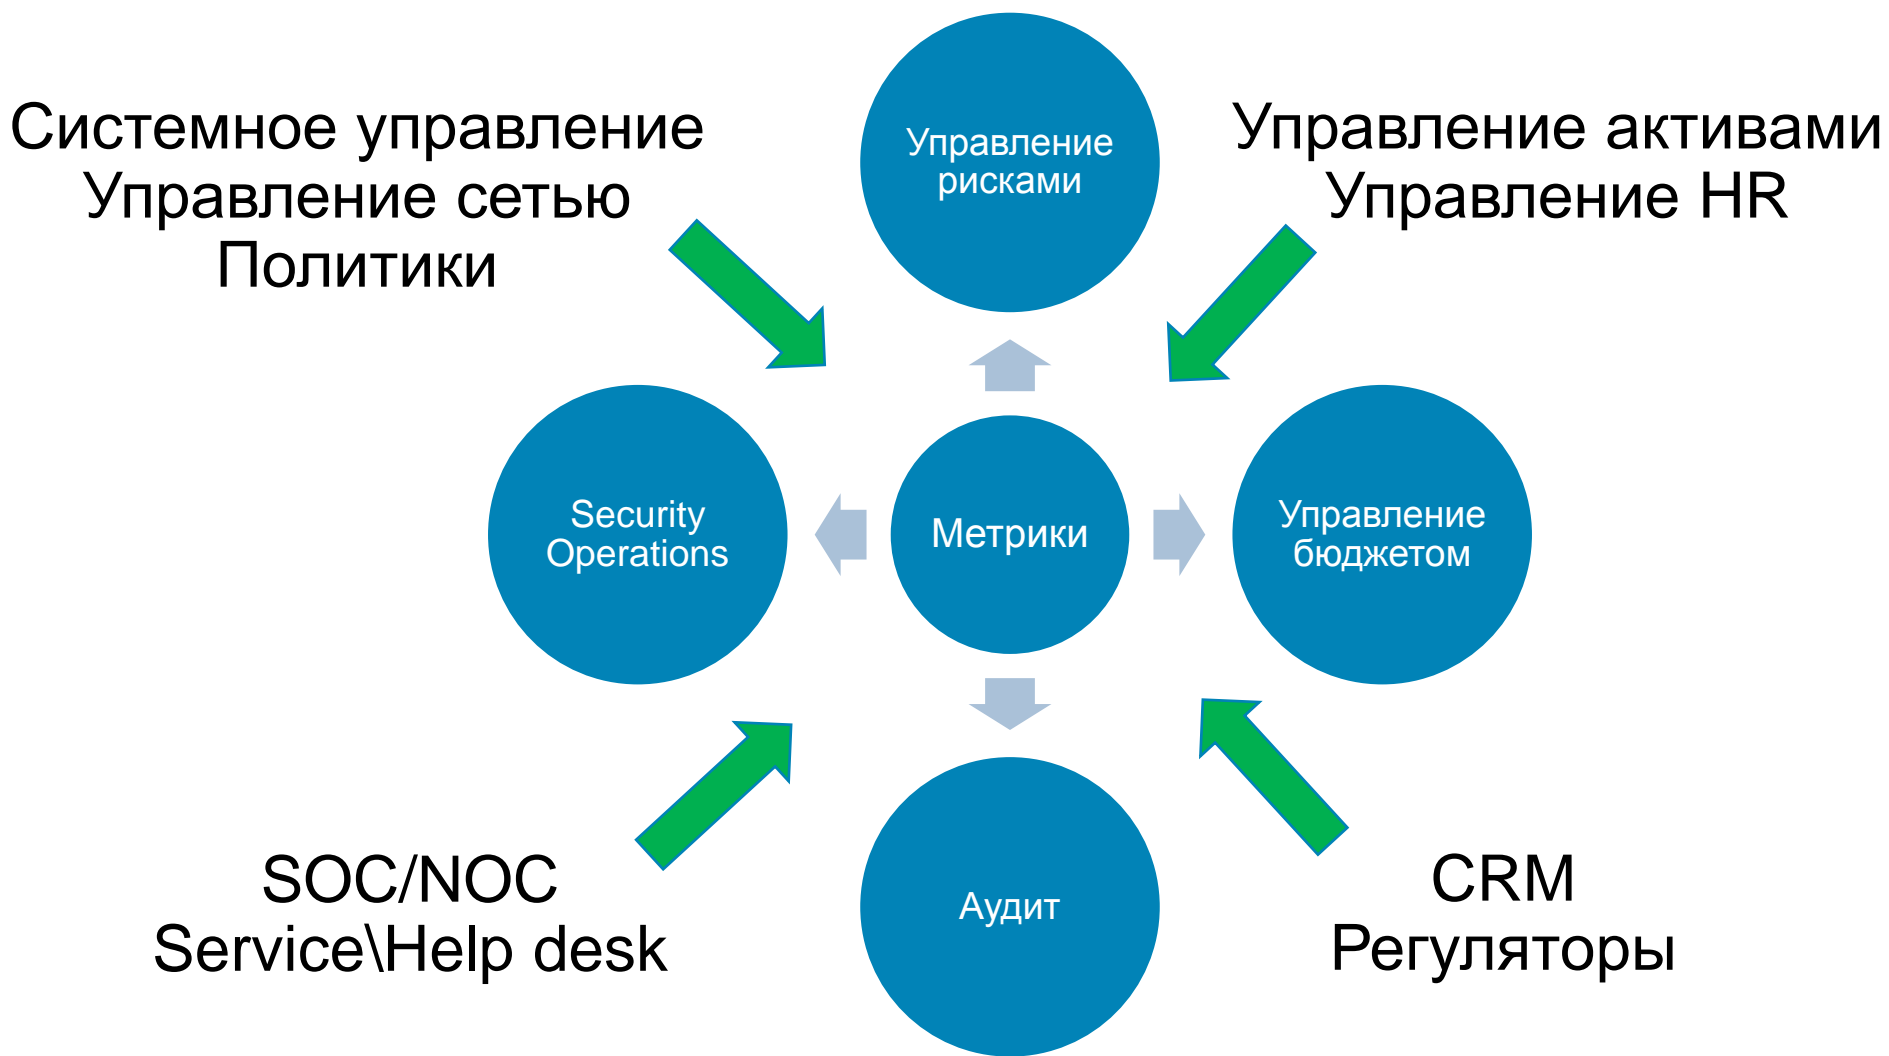 Системное управление
Управление сетью
Политики
Управление
рисками
Управление активами
Управление HR
Security
Operations
Метрики
Управление
бюджетом
SOC/NOC
Service\Help desk
Аудит
CRM
Регуляторы